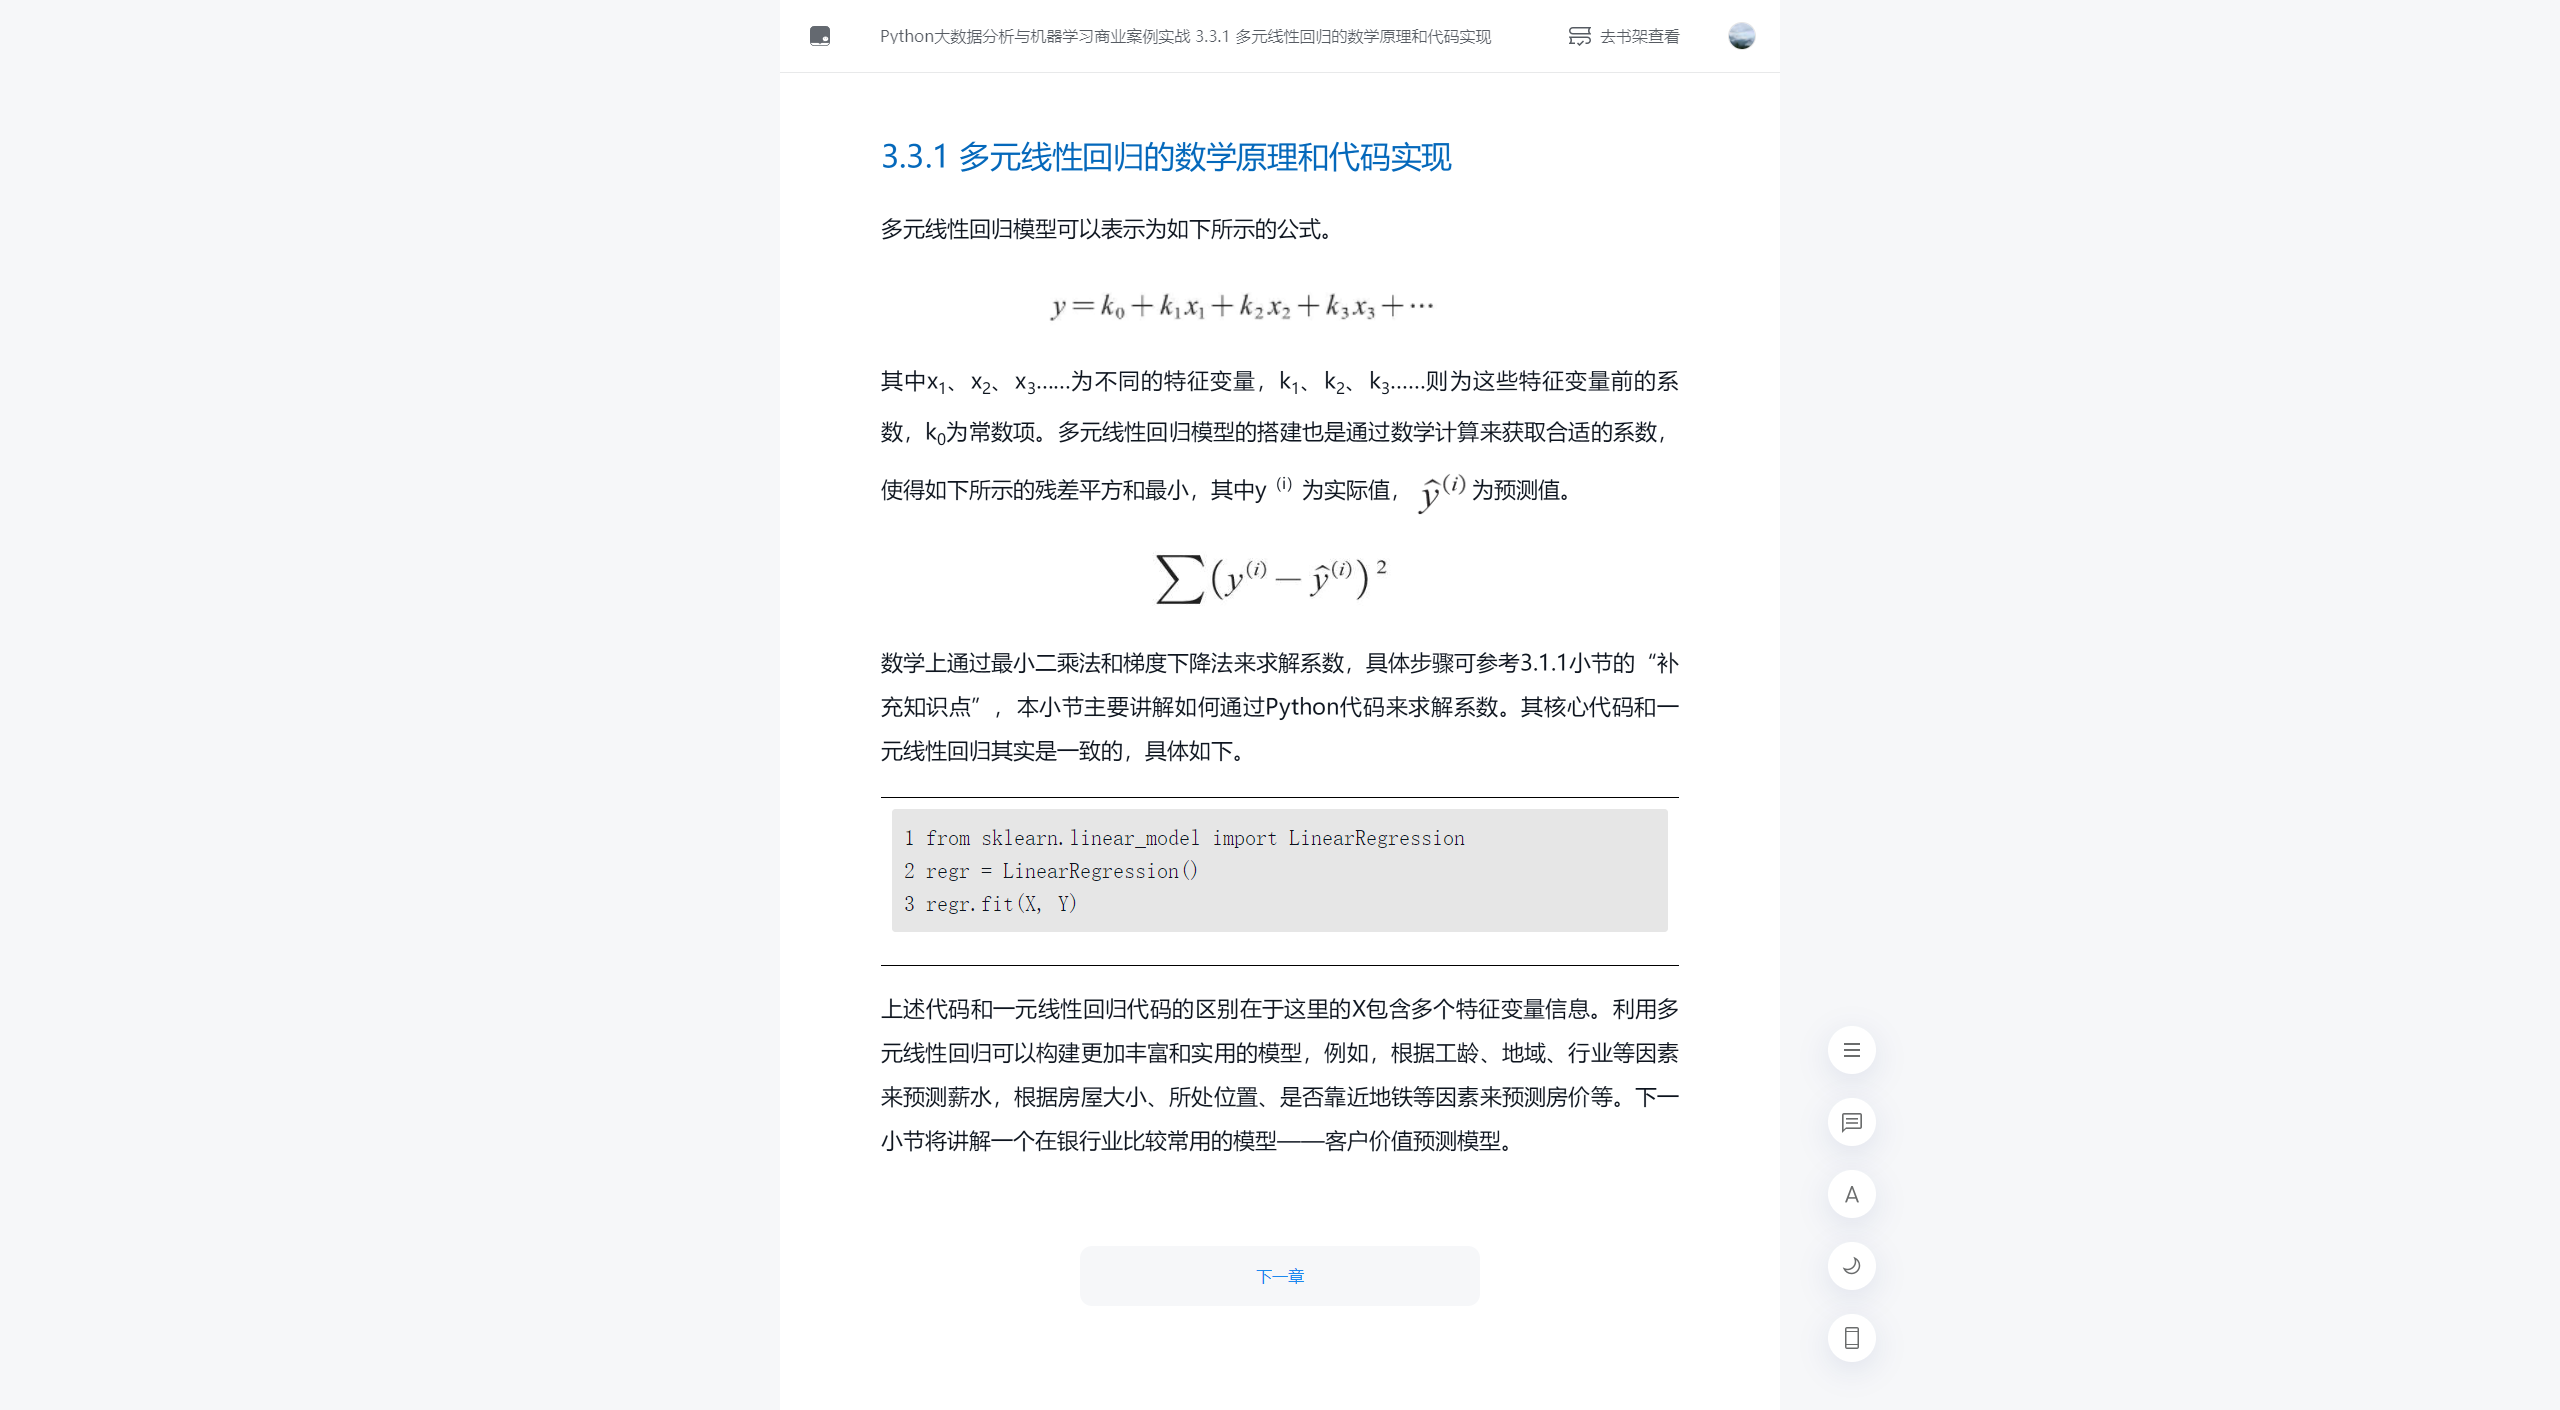 Python大数据分析与机器学习商业案例实战 3.3.1 多元线性回归的数学原理和代码实现
去书架查看
3.3.1 多元线性回归的数学原理和代码实现
多元线性回归模型可以表示为如下所示的公式。
y = k₀ + k₁x₁ + k₂x₂ + k₃x₃ + ⋯
其中x₁、x₂、x₃……为不同的特征变量，k₁、k₂、k₃……则为这些特征变量前的系
数，k₀为常数项。多元线性回归模型的搭建也是通过数学计算来获取合适的系数，
使得如下所示的残差平方和最小，其中y⁽ⁱ⁾为实际值，ŷ⁽ⁱ⁾为预测值。
∑(y⁽ⁱ⁾ − ŷ⁽ⁱ⁾)²
数学上通过最小二乘法和梯度下降法来求解系数，具体步骤可参考3.1.1小节的“补
充知识点”，本小节主要讲解如何通过Python代码来求解系数。其核心代码和一
元线性回归其实是一致的，具体如下。
1 from sklearn.linear_model import LinearRegression
2 regr = LinearRegression()
3 regr.fit(X, Y)
上述代码和一元线性回归代码的区别在于这里的X包含多个特征变量信息。利用多
元线性回归可以构建更加丰富和实用的模型，例如，根据工龄、地域、行业等因素
来预测薪水，根据房屋大小、所处位置、是否靠近地铁等因素来预测房价等。下一
小节将讲解一个在银行业比较常用的模型——客户价值预测模型。
下一章
A